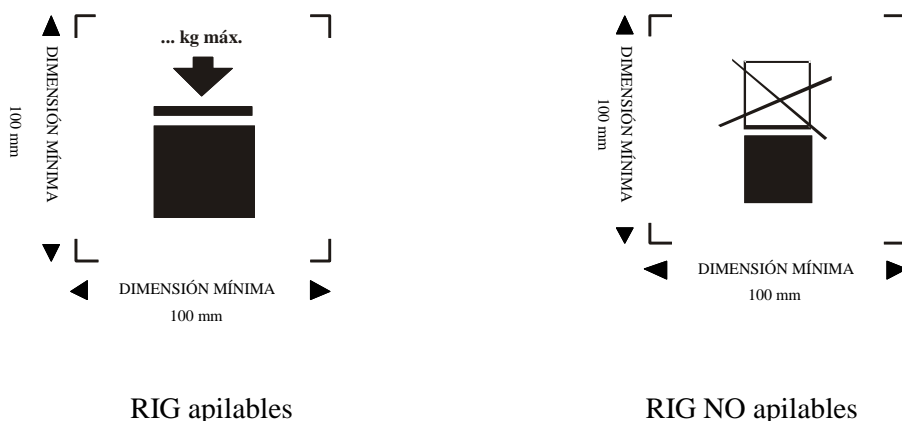 ... kg máx.
DIMENSIÓN MÍNIMA
100 mm
DIMENSIÓN MÍNIMA
100 mm
RIG apilables
DIMENSIÓN MÍNIMA
100 mm
DIMENSIÓN MÍNIMA
100 mm
RIG NO apilables